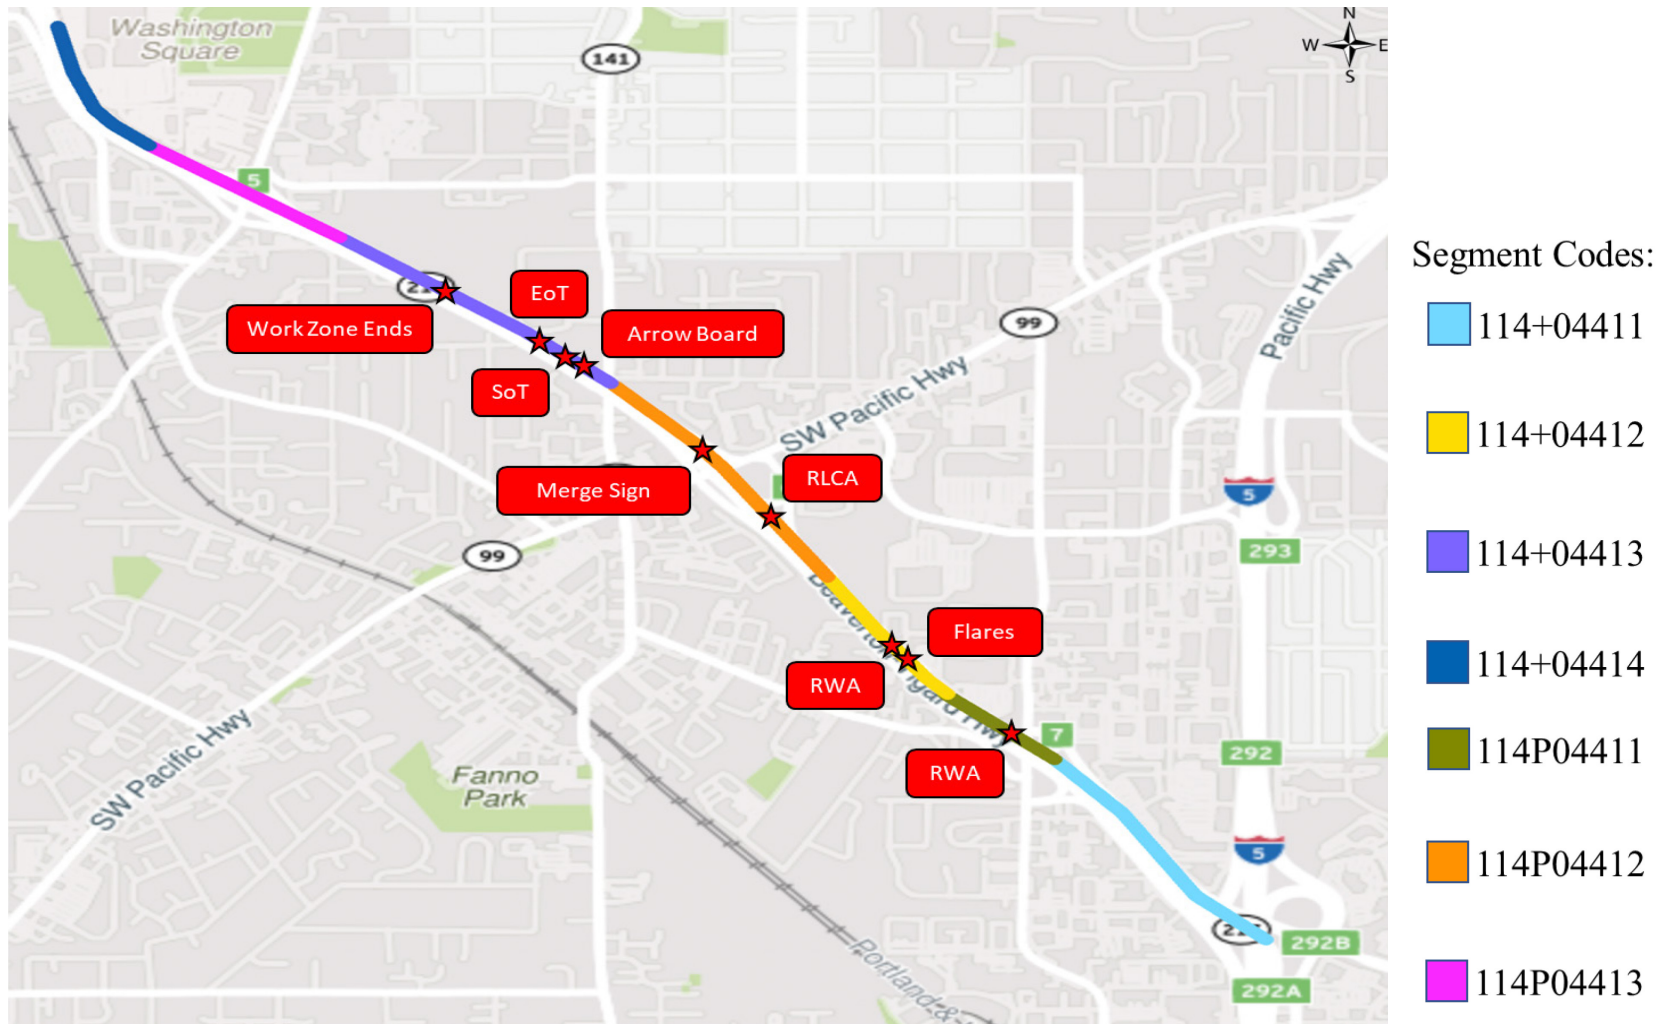 N
W E
S
Washington
Square
141
5
Work Zone Ends
EoT
Arrow Board
SoT
99
Pacific Hwy
SW Pacific Hwy
Merge Sign
RLCA
99
5
293
Flares
RWA
7
RWA
292
SW Pacific Hwy
Fanno
Park
5
292B
292A
Portland &
Segment Codes:
114+04411
114+04412
114+04413
114+04414
114P04411
114P04412
114P04413